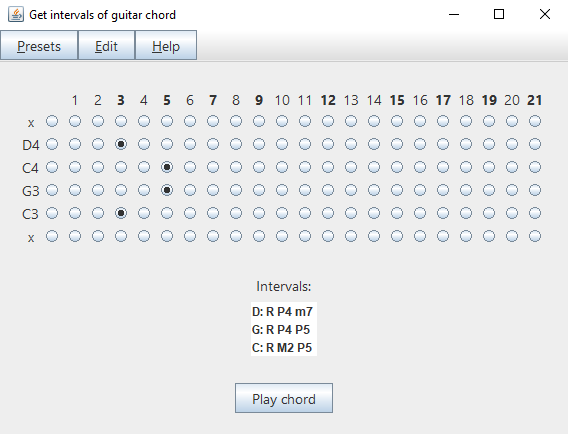 Get intervals of guitar chord
Presets Edit Help
1 2 3 4 5 6 7 8 9 10 11 12 13 14 15 16 17 18 19 20 21
x
D4
C4
G3
C3
x
Intervals:
D: R P4 m7
G: R P4 P5
C: R M2 P5
Play chord